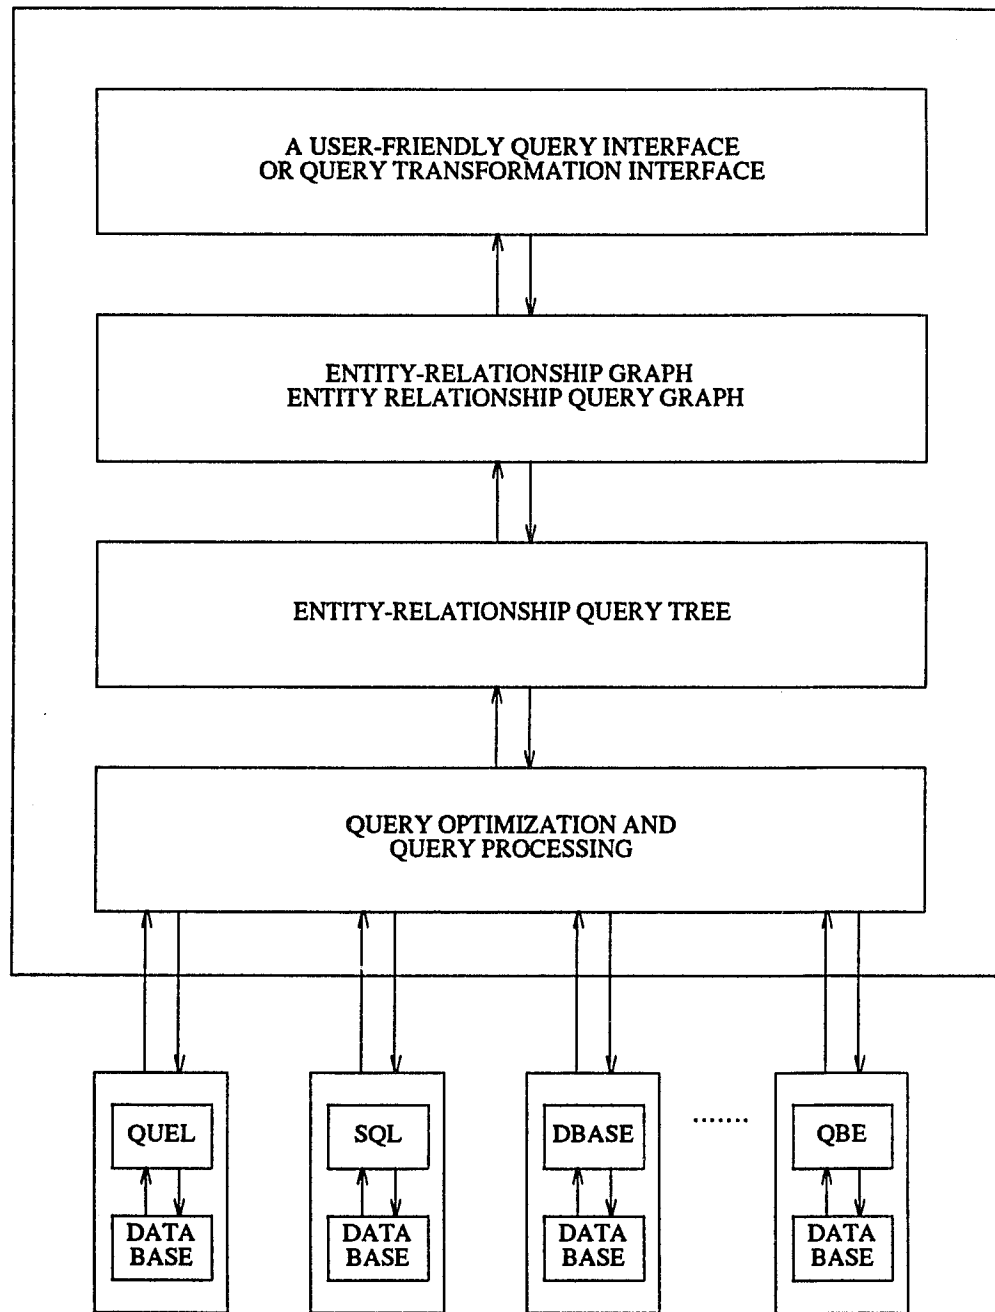 A USER-FRIENDLY QUERY INTERFACE
OR QUERY TRANSFORMATION INTERFACE
ENTITY-RELATIONSHIP GRAPH
ENTITY RELATIONSHIP QUERY GRAPH
ENTITY-RELATIONSHIP QUERY TREE
QUERY OPTIMIZATION AND
QUERY PROCESSING
QUEL
SQL
DBASE
.......
QBE
DATA
BASE
DATA
BASE
DATA
BASE
DATA
BASE